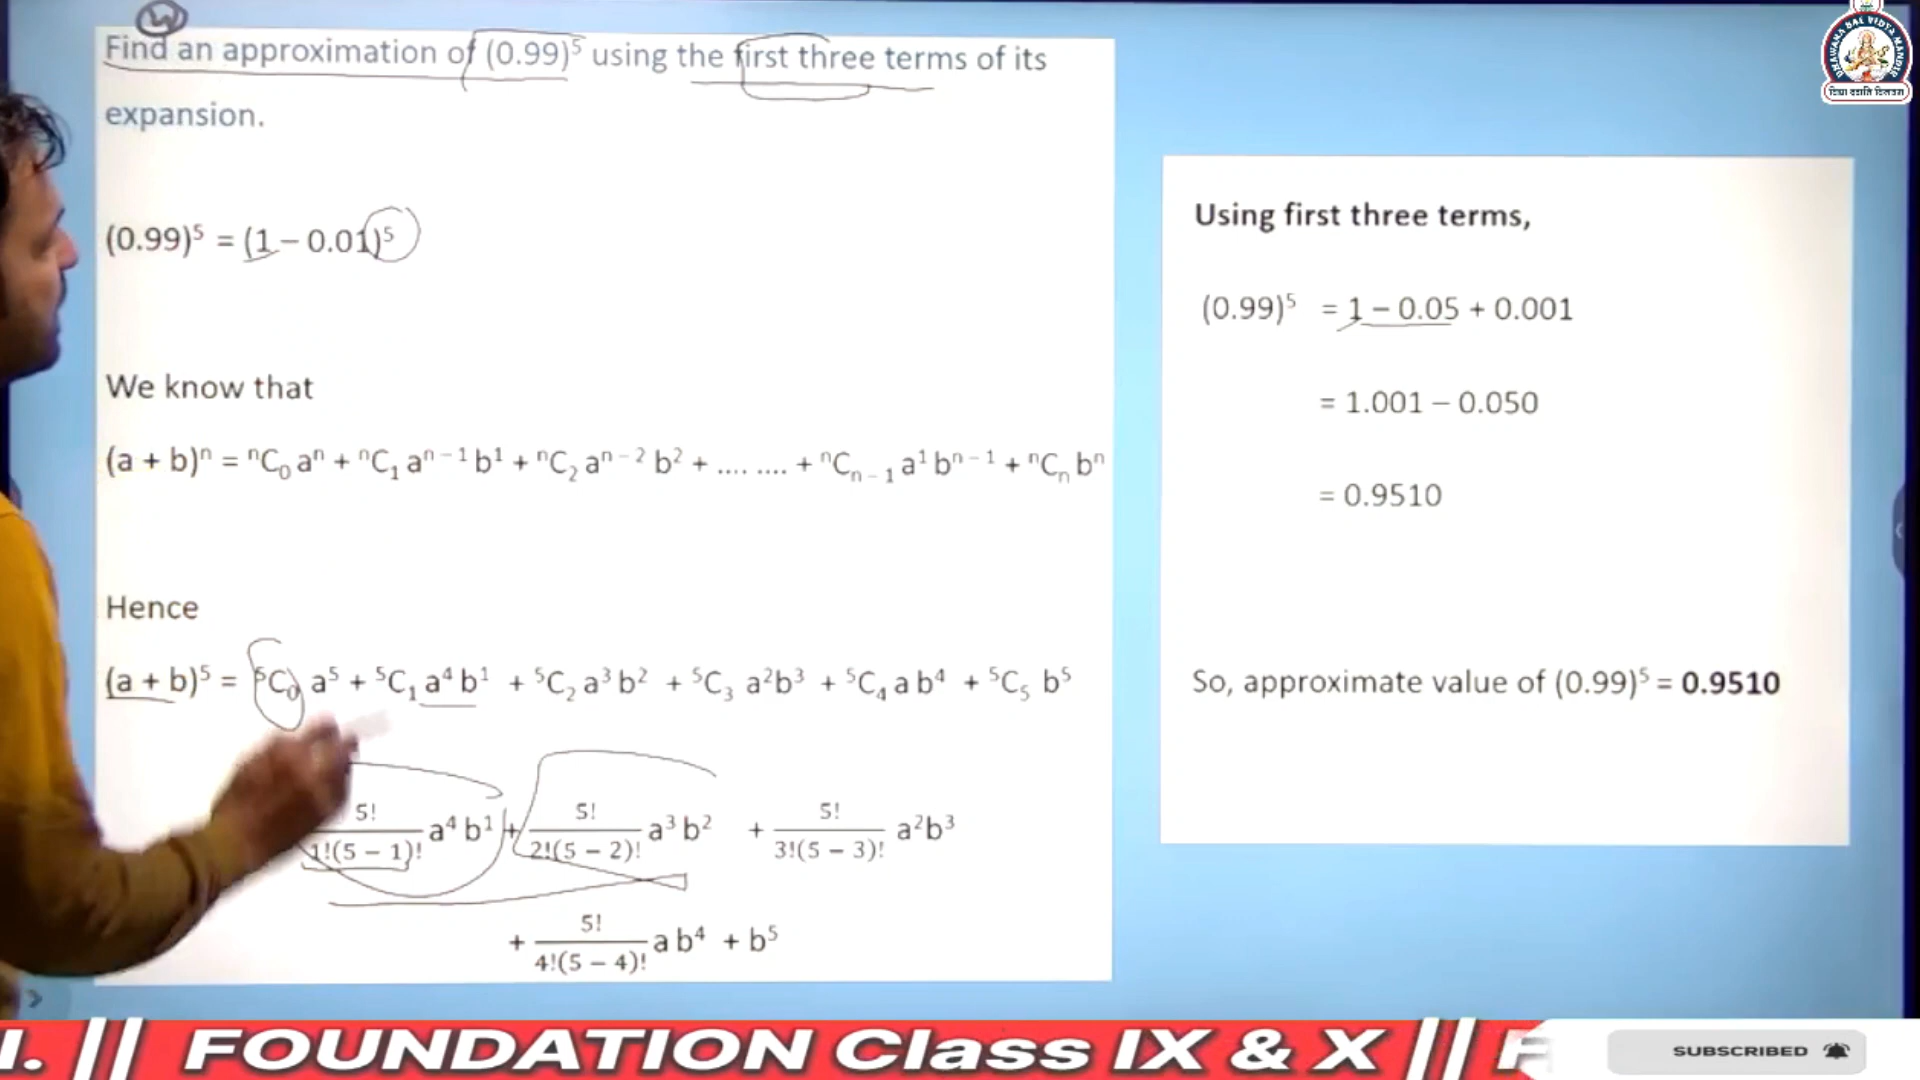 Find an approximation of (0.99)⁵ using the first three terms of its
expansion.
(0.99)⁵ = (1 – 0.01)⁵
We know that
(a + b)ⁿ = ⁿC₀ aⁿ + ⁿC₁ aⁿ⁻¹ b¹ + ⁿC₂ aⁿ⁻² b² + .... .... + ⁿCₙ₋₁ a¹ bⁿ⁻¹ + ⁿCₙ bⁿ
Hence
(a + b)⁵ = ⁵C₀ a⁵ + ⁵C₁ a⁴ b¹ + ⁵C₂ a³ b² + ⁵C₃ a²b³ + ⁵C₄ a b⁴ + ⁵C₅ b⁵
5!/1!(5 – 1)! a⁴ b¹ + 5!/2!(5 – 2)! a³ b² + 5!/3!(5 – 3)! a²b³
+ 5!/4!(5 – 4)! a b⁴ + b⁵
Using first three terms,
(0.99)⁵ = 1 – 0.05 + 0.001
= 1.001 – 0.050
= 0.9510
So, approximate value of (0.99)⁵ = 0.9510
BAL VIDYA MANDIR
I. || FOUNDATION Class IX & X || F
SUBSCRIBED